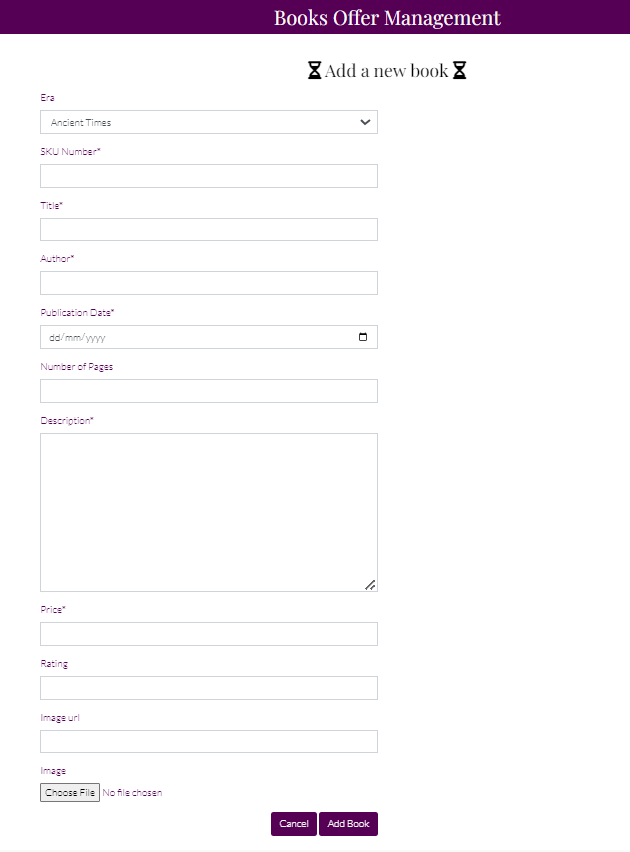 Books Offer Management
Add a new book
Era
Ancient Times
SKU Number*
Title*
Author*
Publication Date*
dd/mm/yyyy
Number of Pages
Description*
Price*
Rating
Image url
Image
Choose File No file chosen
Cancel Add Book